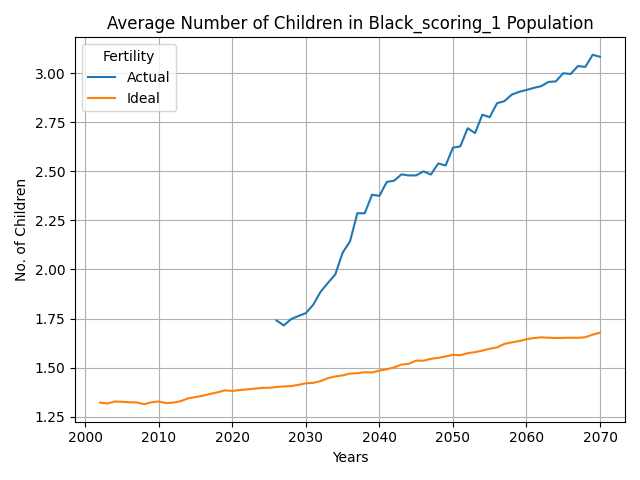 Average Number of Children in Black_scoring_1 Population
Fertility
Actual
Ideal
No. of Children
3.00
2.75
2.50
2.25
2.00
1.75
1.50
1.25
2000 2010 2020 2030 2040 2050 2060 2070
Years